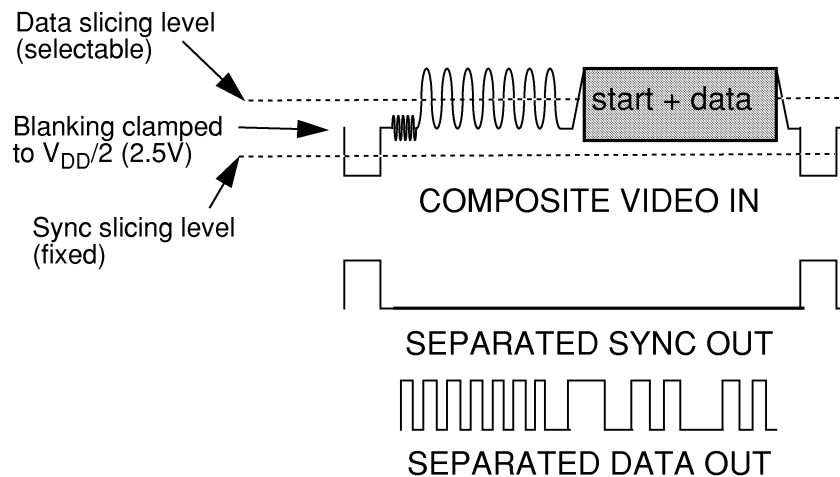 Data slicing level
(selectable)
start + data
Blanking clamped
to VDD/2 (2.5V)
COMPOSITE VIDEO IN
Sync slicing level
(fixed)
SEPARATED SYNC OUT
SEPARATED DATA OUT